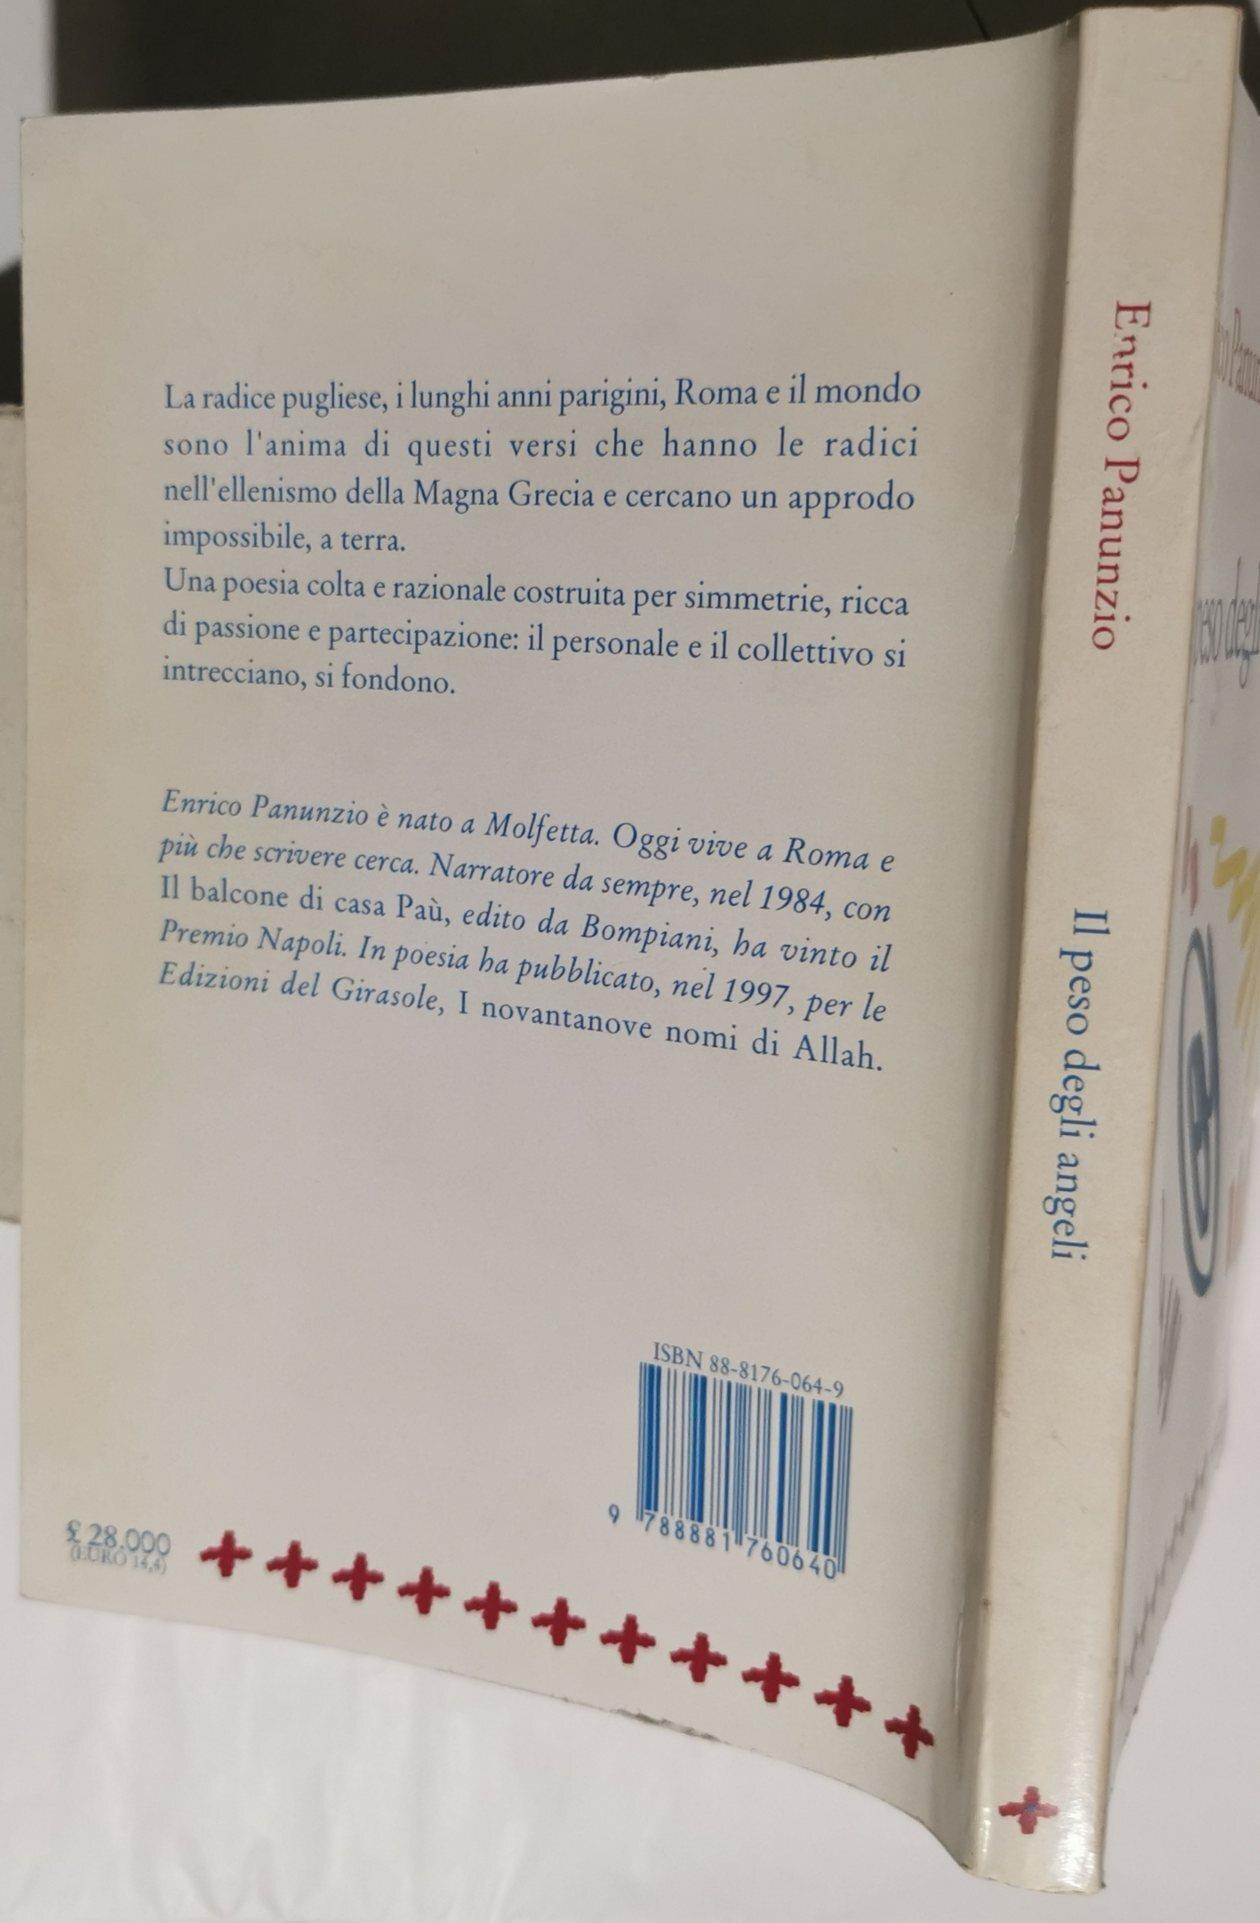 La radice pugliese, i lunghi anni parigini, Roma e il mondo
sono l'anima di questi versi che hanno le radici
nell'ellenismo della Magna Grecia e cercano un approdo
impossibile, a terra.
Una poesia colta e razionale costruita per simmetrie, ricca
di passione e partecipazione: il personale e il collettivo si
intrecciano, si fondono.
Enrico Panunzio è nato a Molfetta. Oggi vive a Roma e
più che scrivere cerca. Narratore da sempre, nel 1984, con
Il balcone di casa Paù, edito da Bompiani, ha vinto il
Premio Napoli. In poesia ha pubblicato, nel 1997, per le
Edizioni del Girasole, I novantanove nomi di Allah.
ISBN 88-8176-064-9
9 788881 760640
£ 28.000
(EURO 14,4)
Enrico Panunzio
Il peso degli angeli
peso degli